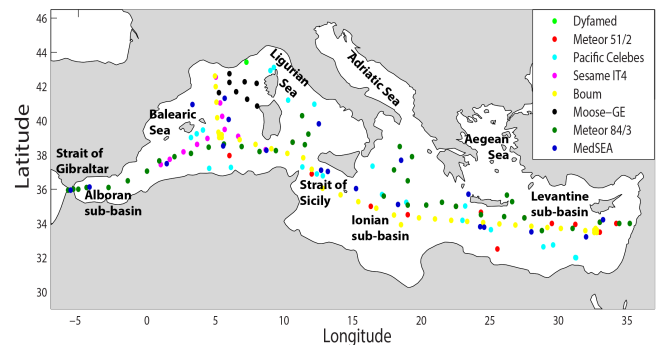 46
44
42
40
38
36
34
32
30
Latitude
−5
0
5
10
15
20
25
30
35
Longitude
Dyfamed
Meteor 51/2
Pacific Celebes
Sesame IT4
Boum
Moose−GE
Meteor 84/3
MedSEA
Ligurian
Sea
Adriatic Sea
Balearic
Sea
Aegean
Sea
Strait of
Gibraltar
Alboran
sub-basin
Strait of
Sicily
Ionian
sub-basin
Levantine
sub-basin